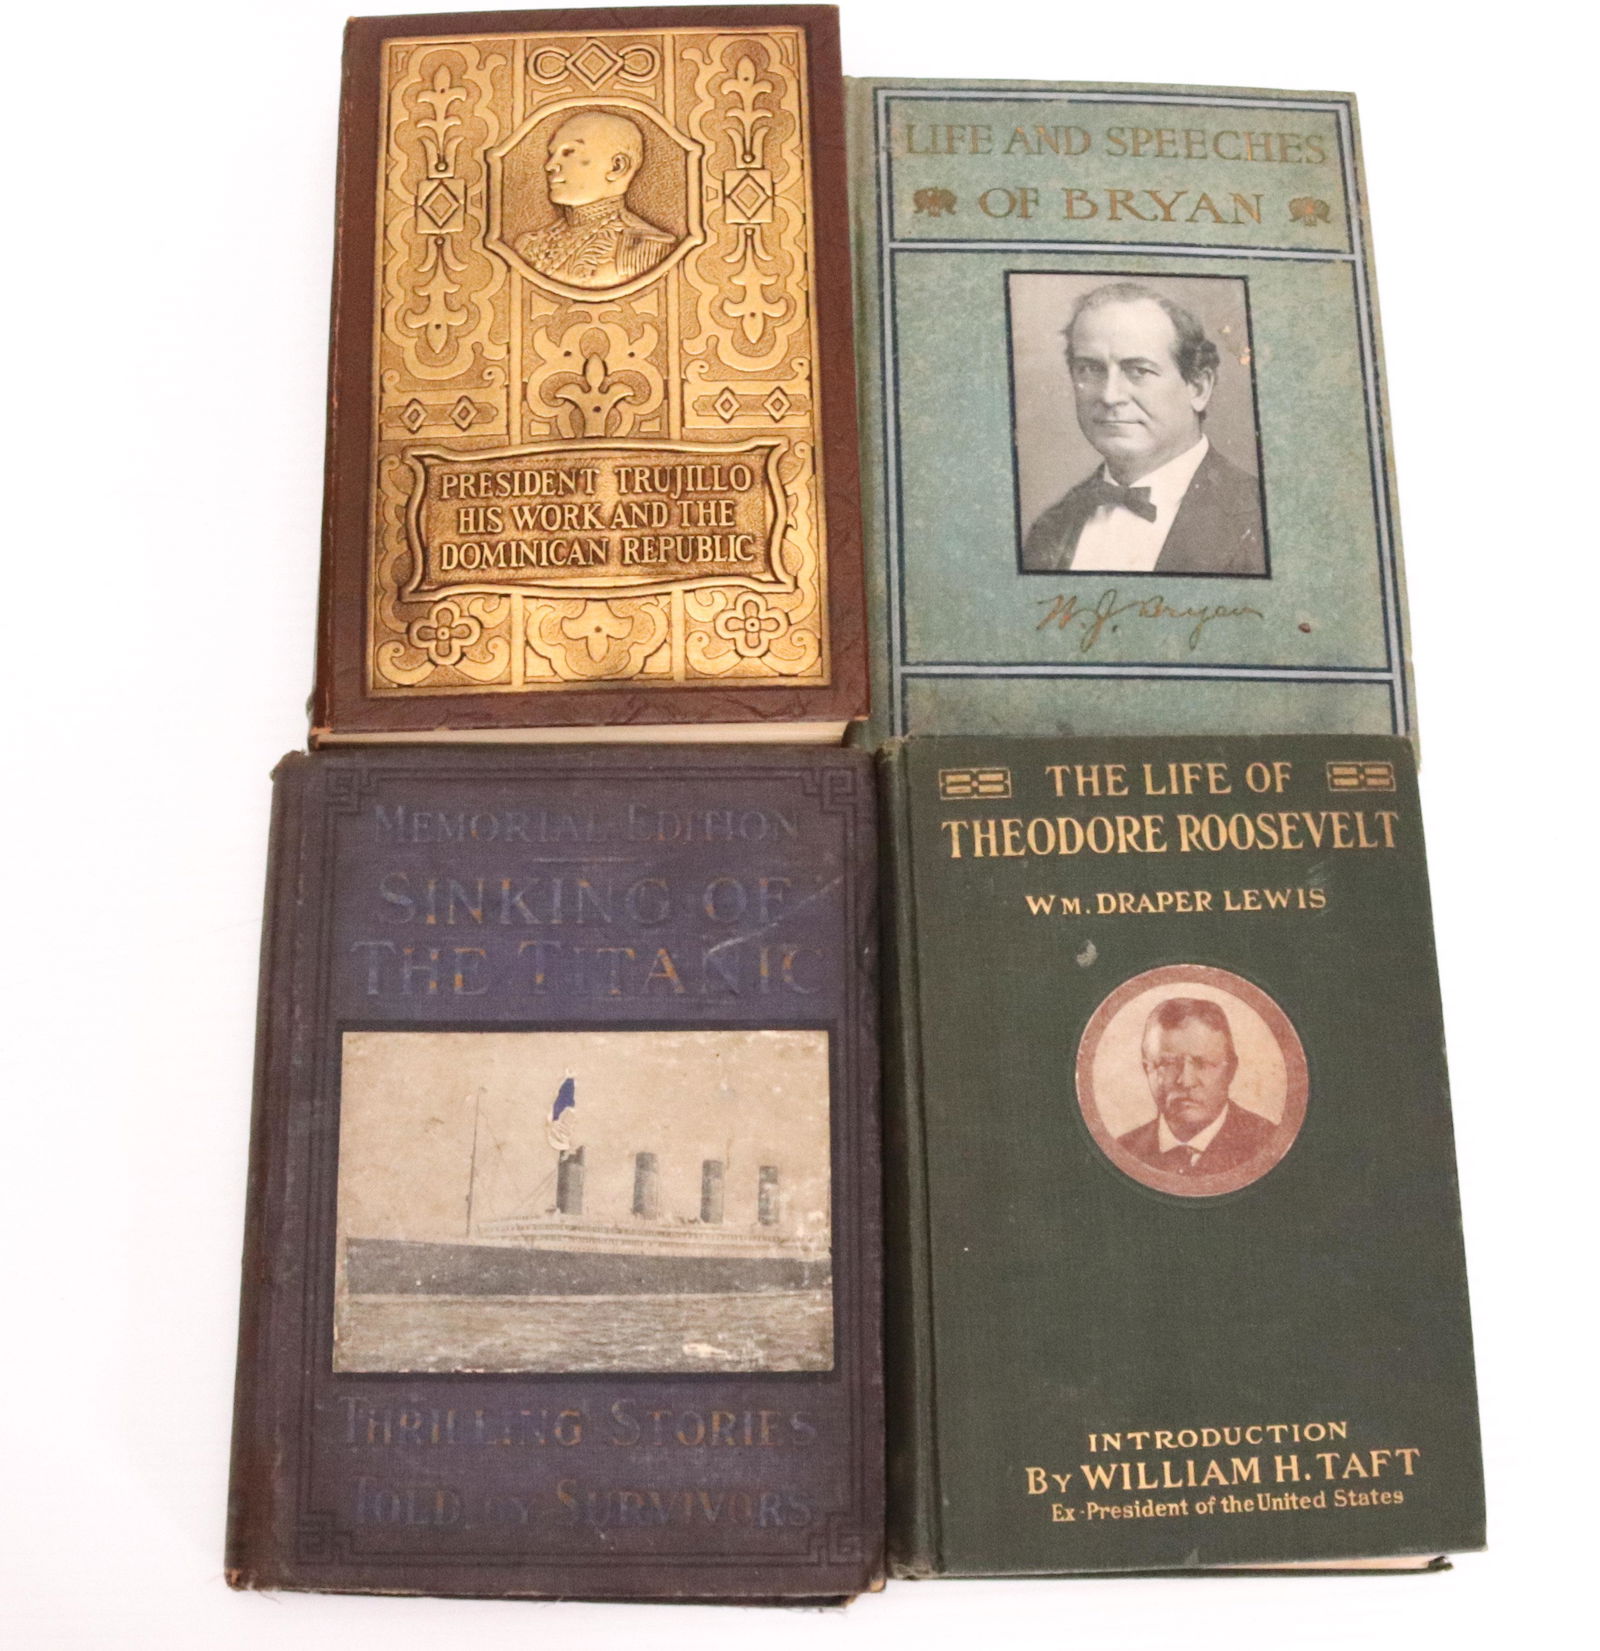 PRESIDENT TRUJILLO
HIS WORK AND THE
DOMINICAN REPUBLIC
LIFE AND SPEECHES
OF BRYAN
W. J. Bryan
MEMORIAL EDITION
SINKING OF
THE TITANIC
THRILLING STORIES
TOLD BY SURVIVORS
THE LIFE OF
THEODORE ROOSEVELT
WM. DRAPER LEWIS
INTRODUCTION
BY WILLIAM H. TAFT
Ex-President of the United States